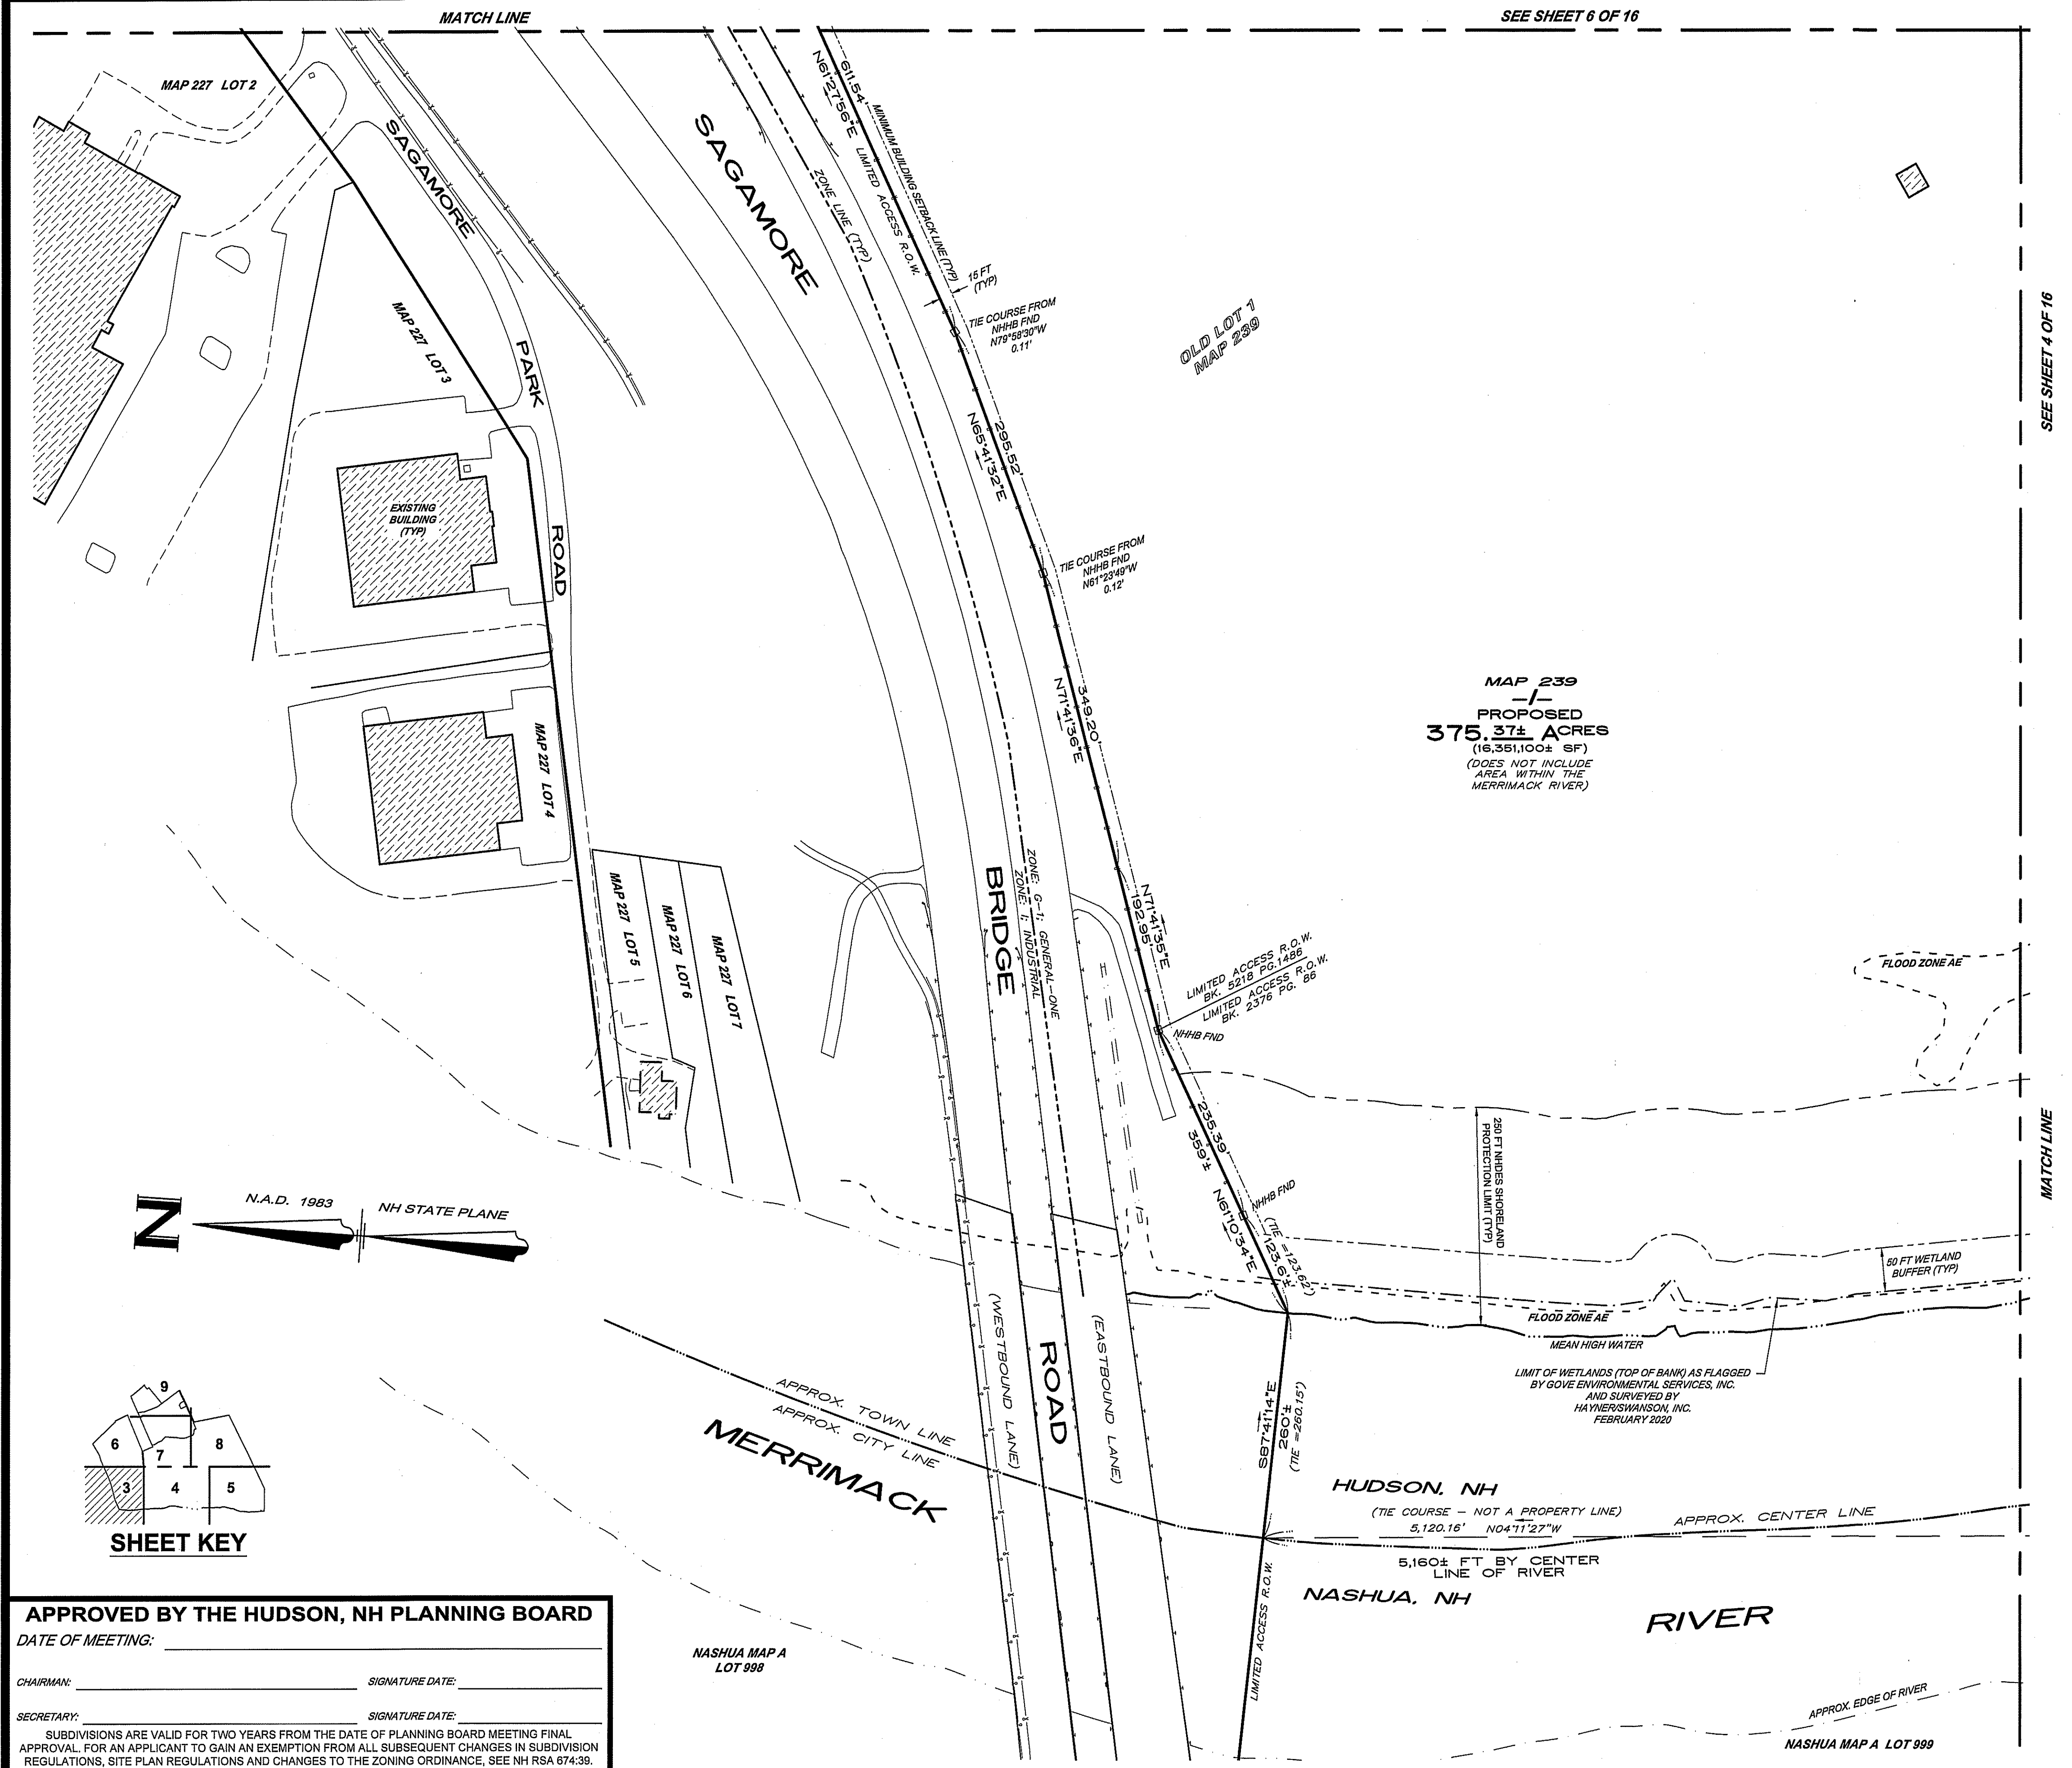 MATCH LINE
SEE SHEET 6 OF 16
MAP 227 LOT 2
SAGAMORE
PARK
ROAD
MAP 227 LOT 3
EXISTING
BUILDING
(TYP)
MAP 227 LOT 4
MAP 227 LOT 5
MAP 227 LOT 6
MAP 227 LOT 7
SAGAMORE
BRIDGE
ROAD
ZONE LINE (TYP)
611.54'
N61°27'56"E
LIMITED ACCESS R.O.W.
MINIMUM BUILDING SETBACK LINE (TYP)
15 FT
(TYP)
TIE COURSE FROM
NHHB FND
N79°58'30"W
0.11'
OLD LOT 1
MAP 239
295.52'
N65°41'32"E
TIE COURSE FROM
NHHB FND
N61°23'49"W
0.12'
349.20'
N71°41'36"E
MAP 239
-1-
PROPOSED
375.37± ACRES
(16,351,100± SF)
(DOES NOT INCLUDE
AREA WITHIN THE
MERRIMACK RIVER)
SEE SHEET 4 OF 16
MATCH LINE
ZONE: G-1; GENERAL-ONE
ZONE: I; INDUSTRIAL
N71°41'35"E
192.95'
LIMITED ACCESS R.O.W.
BK. 5218 PG.1486
LIMITED ACCESS R.O.W.
BK. 2376 PG. 86
NHHB FND
FLOOD ZONE AE
235.39'
359'±
N61°10'34"E
NHHB FND
123.6'±
(TIE =123.62')
250 FT NHDES SHORELAND
PROTECTION LIMIT (TYP)
50 FT WETLAND
BUFFER (TYP)
FLOOD ZONE AE
MEAN HIGH WATER
LIMIT OF WETLANDS (TOP OF BANK) AS FLAGGED
BY GOVE ENVIRONMENTAL SERVICES, INC.
AND SURVEYED BY
HAYNER/SWANSON, INC.
FEBRUARY 2020
N
N.A.D. 1983
NH STATE PLANE
(WESTBOUND LANE)
(EASTBOUND LANE)
APPROX. TOWN LINE
APPROX. CITY LINE
MERRIMACK
S87°41'14"E
260'±
(TIE =260.15')
HUDSON, NH
(TIE COURSE - NOT A PROPERTY LINE)
5,120.16' N04°11'27"W
APPROX. CENTER LINE
5,160± FT BY CENTER
LINE OF RIVER
NASHUA, NH
RIVER
LIMITED ACCESS R.O.W.
NASHUA MAP A
LOT 998
APPROX. EDGE OF RIVER
NASHUA MAP A LOT 999
9
6
7
8
3
4
5
SHEET KEY
APPROVED BY THE HUDSON, NH PLANNING BOARD
DATE OF MEETING:
CHAIRMAN: SIGNATURE DATE:
SECRETARY: SIGNATURE DATE:
SUBDIVISIONS ARE VALID FOR TWO YEARS FROM THE DATE OF PLANNING BOARD MEETING FINAL
APPROVAL. FOR AN APPLICANT TO GAIN AN EXEMPTION FROM ALL SUBSEQUENT CHANGES IN SUBDIVISION
REGULATIONS, SITE PLAN REGULATIONS AND CHANGES TO THE ZONING ORDINANCE, SEE NH RSA 674:39.